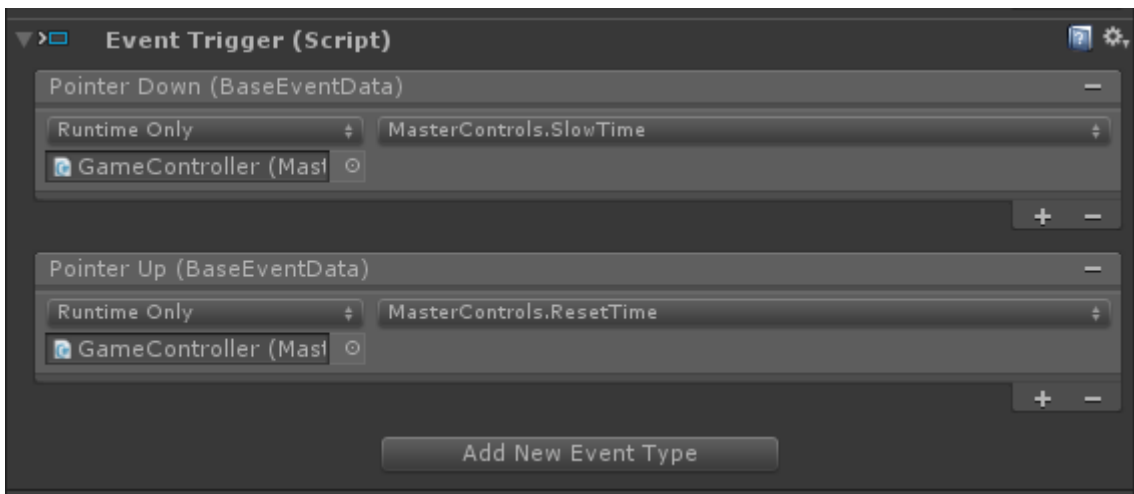 Event Trigger (Script)
Pointer Down (BaseEventData)
Runtime Only MasterControls.SlowTime
GameController (Mast
Pointer Up (BaseEventData)
Runtime Only MasterControls.ResetTime
GameController (Mast
Add New Event Type